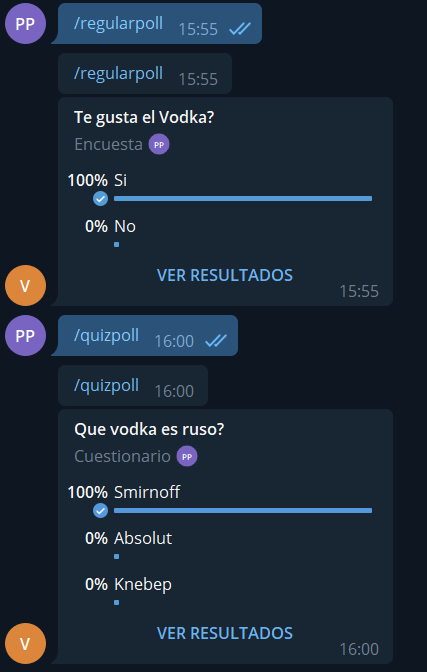 PP
/regularpoll 15:55
/regularpoll 15:55
Te gusta el Vodka?
Encuesta PP
100% Si
0% No
VER RESULTADOS
15:55
V
PP
/quizpoll 16:00
/quizpoll 16:00
Que vodka es ruso?
Cuestionario PP
100% Smirnoff
0% Absolut
0% Knebep
VER RESULTADOS
16:00
V